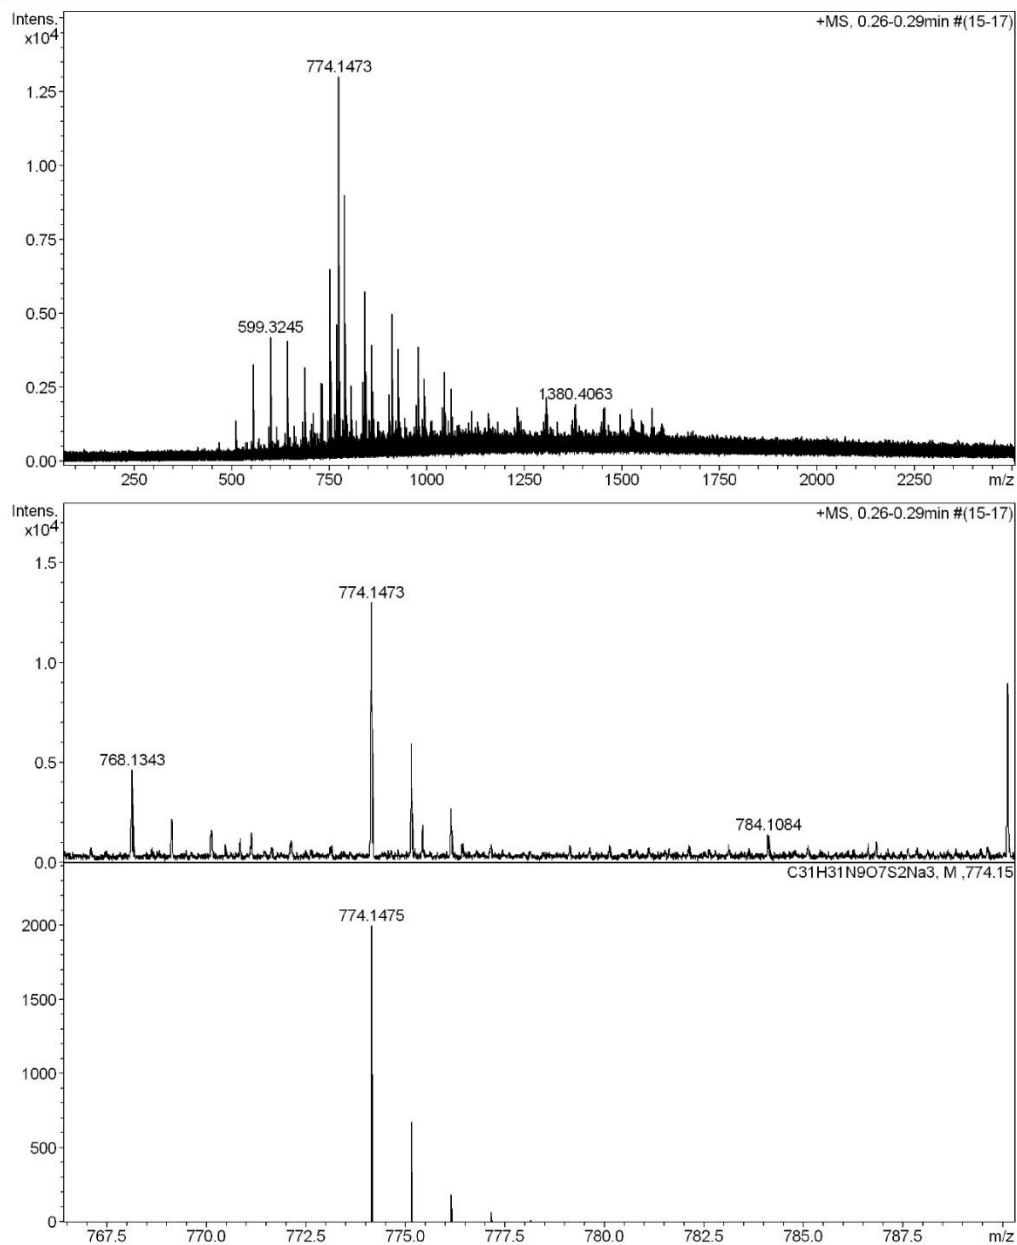 Intens.
x10⁴
+MS, 0.26-0.29min #(15-17)
774.1473
1.25
1.00
0.75
0.50
599.3245
0.25
1380.4063
0.00
250 500 750 1000 1250 1500 1750 2000 2250 m/z
Intens.
x10⁴
+MS, 0.26-0.29min #(15-17)
1.5
774.1473
1.0
768.1343
0.5
784.1084
0.0
C31H31N9O7S2Na3, M ,774.15
774.1475
2000
1500
1000
500
0
767.5 770.0 772.5 775.0 777.5 780.0 782.5 785.0 787.5 m/z